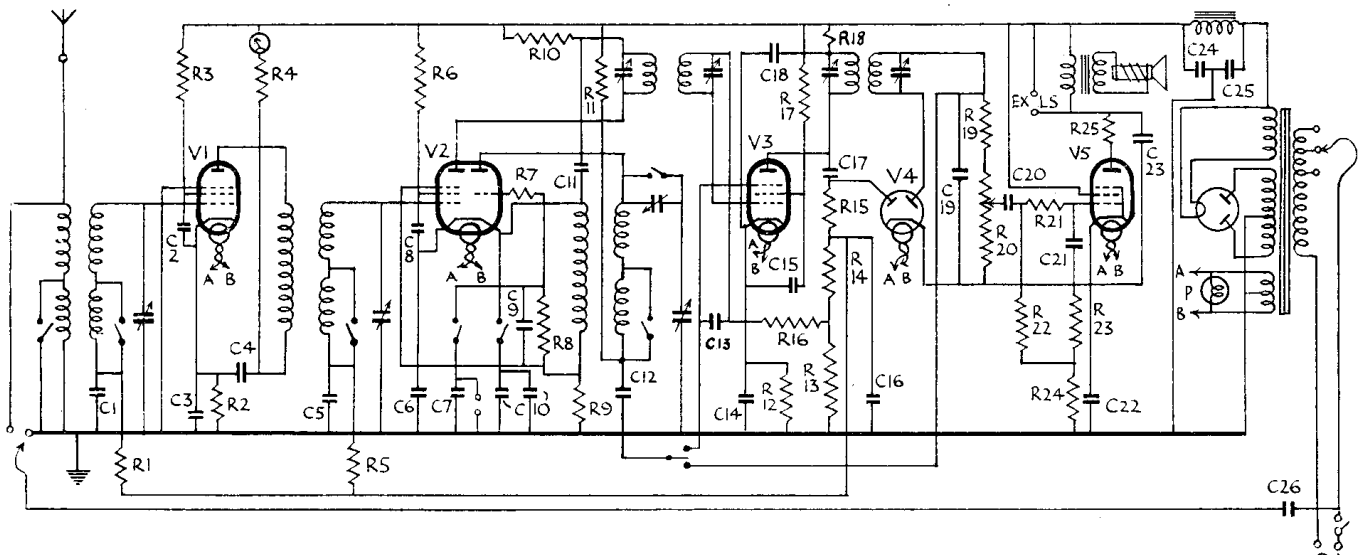 R3
R4
R6
R10
R11
R18
C18
R17
C24
C25
EX LS
R19
R25
C23
V1
V2
R7
C11
V3
C17
V4
C19
C20
V5
C2
C8
R15
R21
R20
A B
A B
A B
C15
R14
A B
C21
A B
A
P
B
C9
R8
C13
R16
R22
R23
C4
C12
C1
C3
R2
C5
C6
C7
C
10
R9
C14
R12
R13
C16
R24
C22
R1
R5
C26